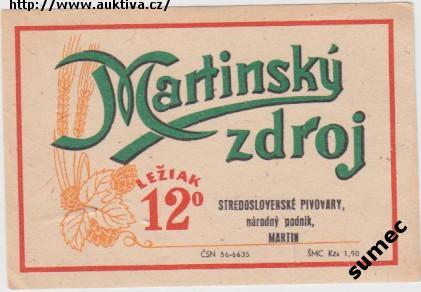 http://www.auktiva.cz/
Martinský
zdroj
LEŽIAK
12°
STREDOSLOVENSKÉ PIVOVARY,
národný podnik,
MARTIN
ČSN 56-6635
ŠMC Kčs 1,90
sumec